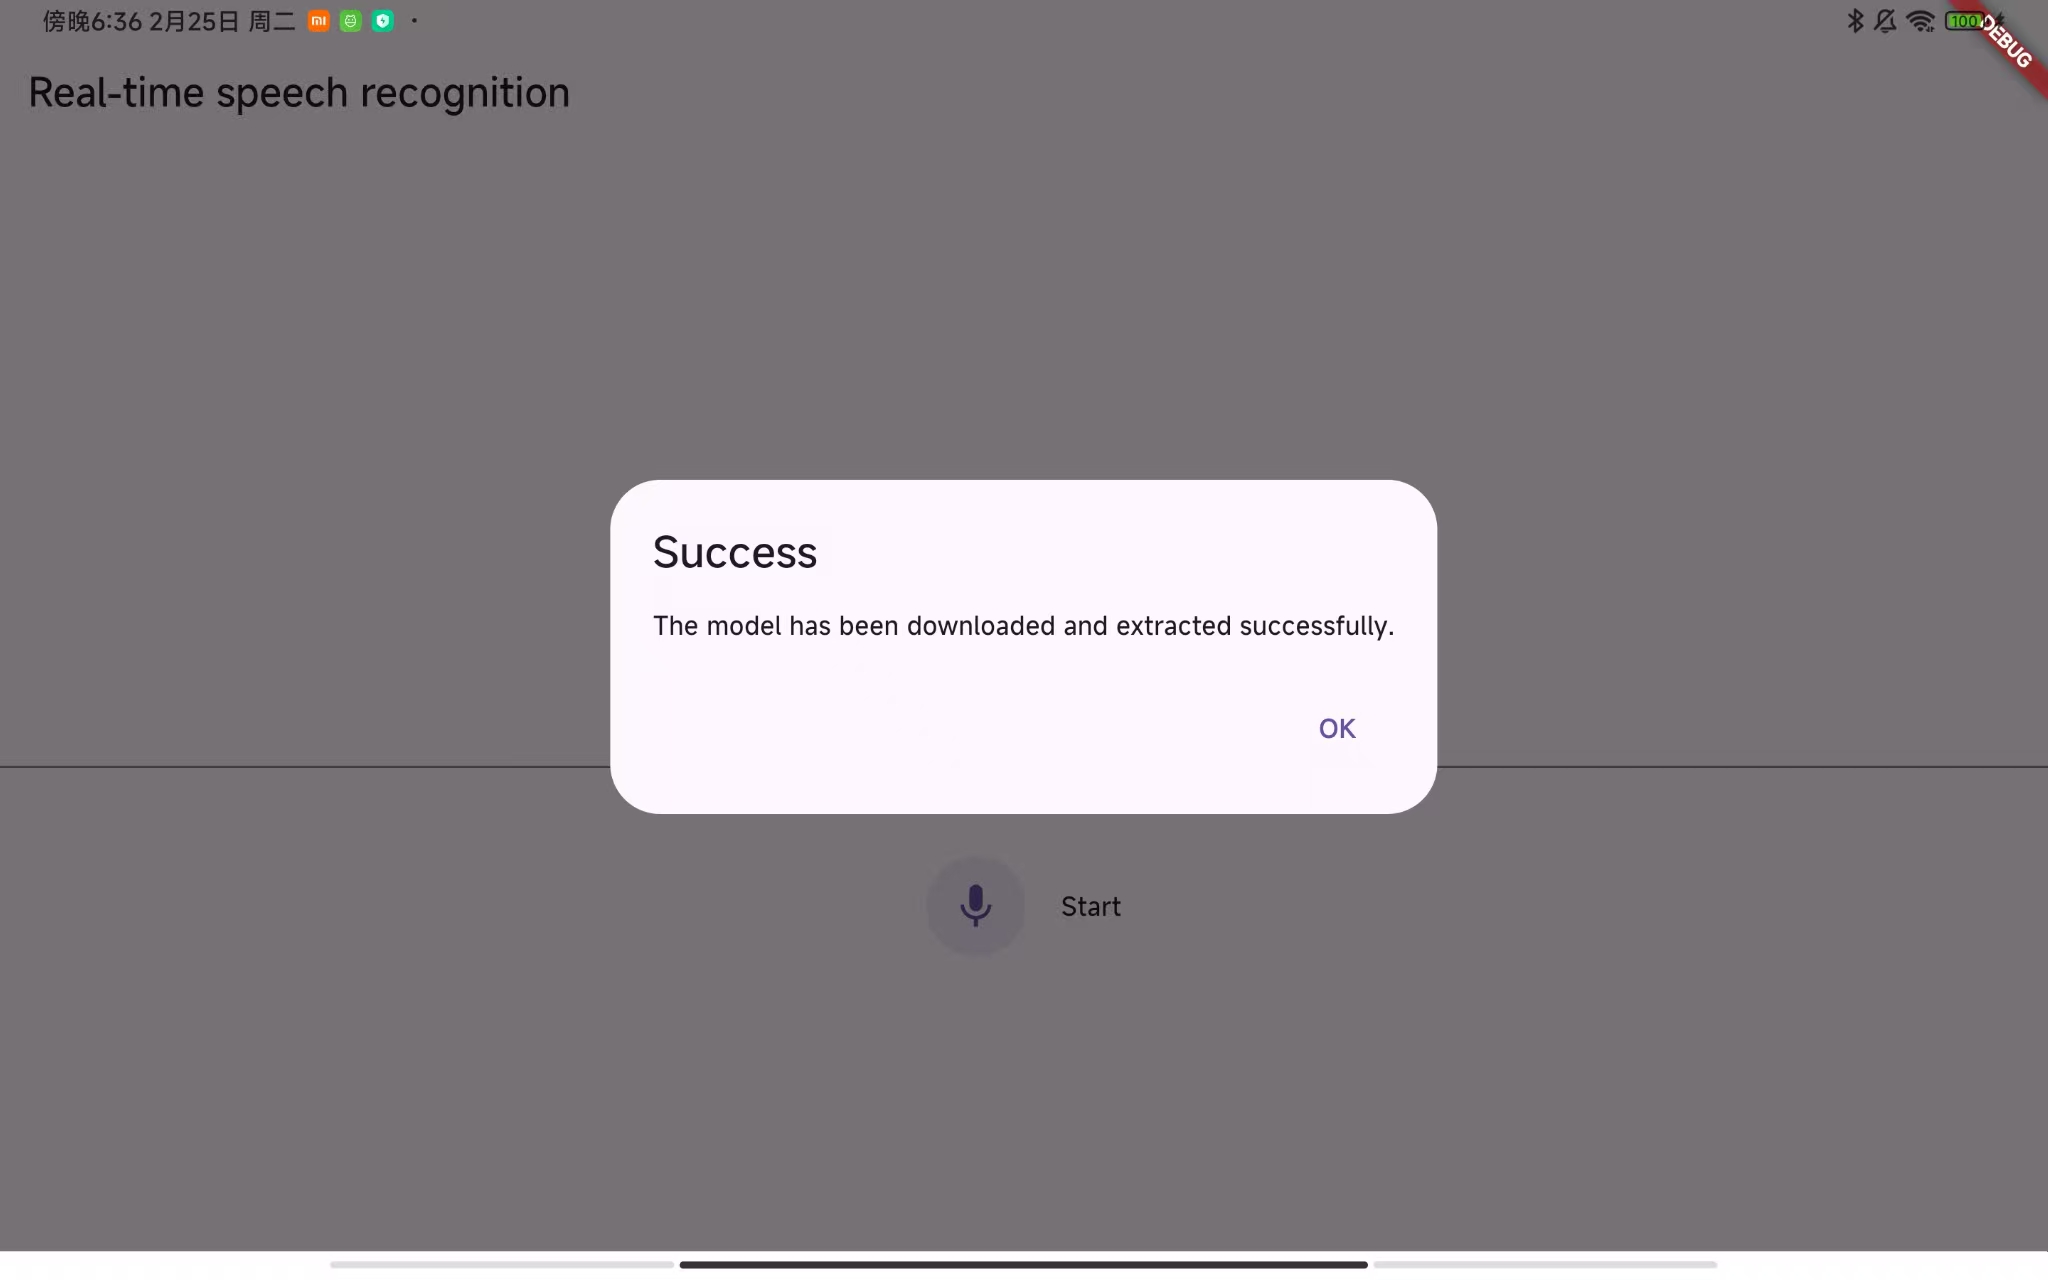 傍晚6:36 2月25日 周二
100
DEBUG
Real-time speech recognition
Success
The model has been downloaded and extracted successfully.
OK
Start